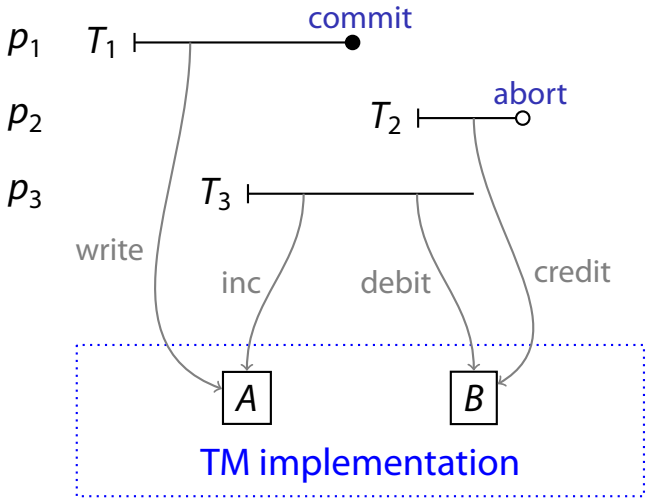 commit
p1 T1
abort
p2 T2
p3 T3
write
inc debit credit
A B
TM implementation